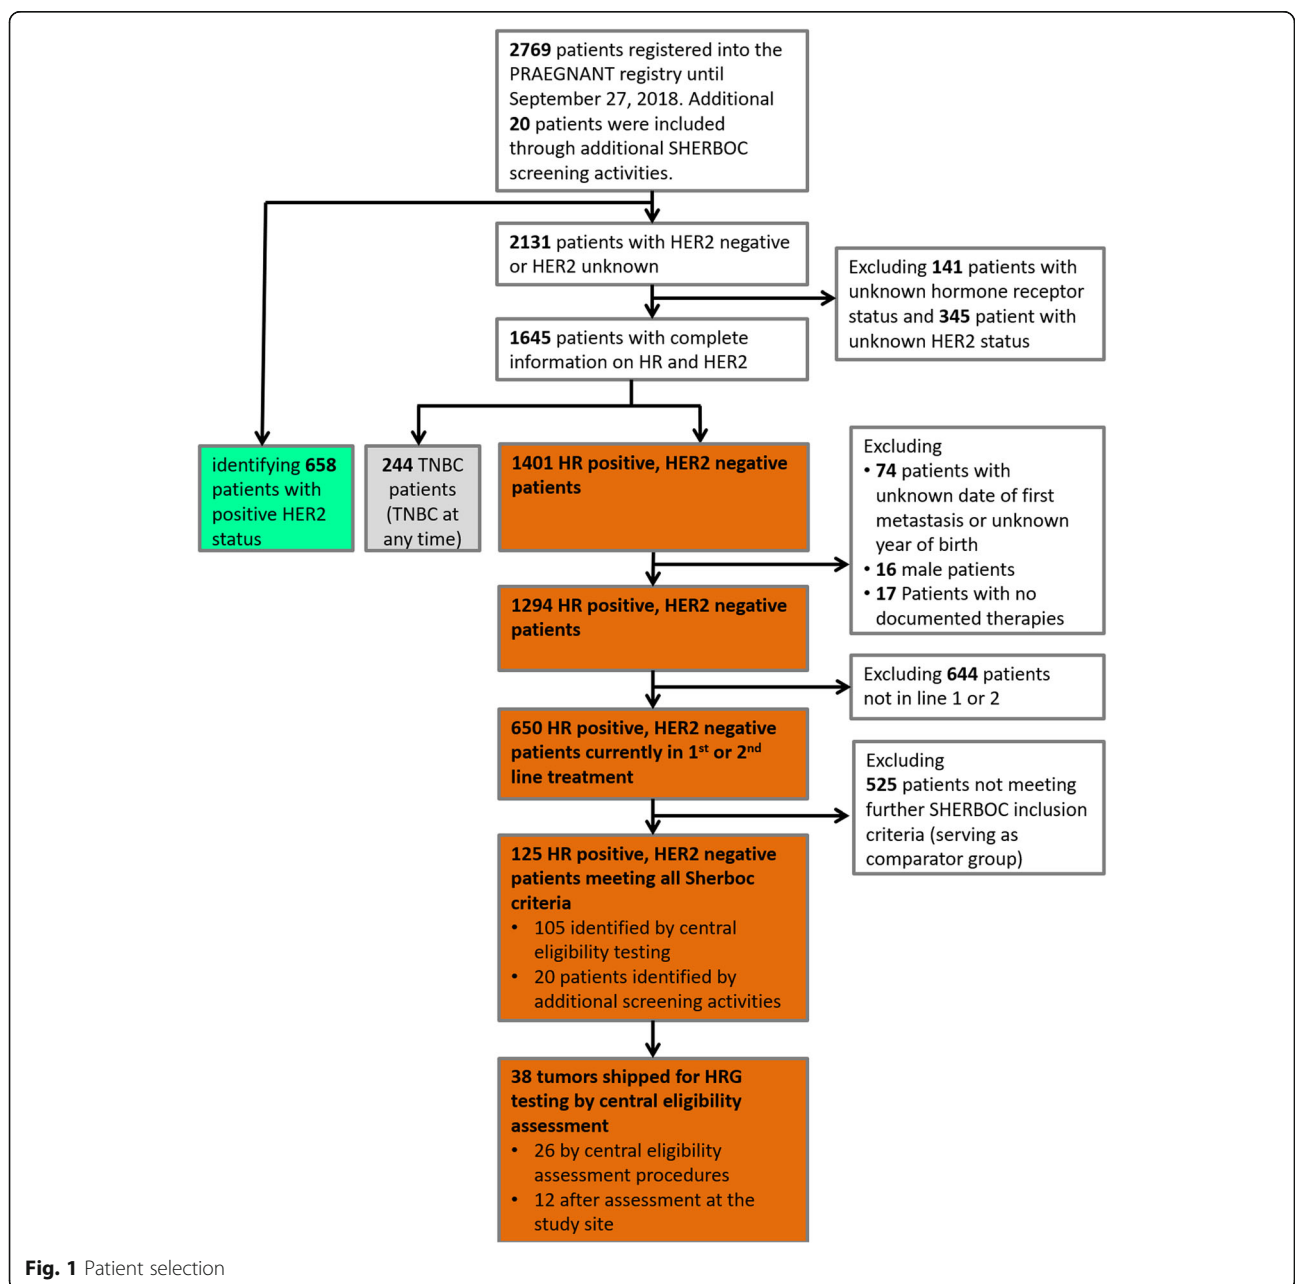 2769 patients registered into the
PRAEGNANT registry until
September 27, 2018. Additional
20 patients were included
through additional SHERBOC
screening activities.
2131 patients with HER2 negative
or HER2 unknown
Excluding 141 patients with
unknown hormone receptor
status and 345 patient with
unknown HER2 status
1645 patients with complete
information on HR and HER2
identifying 658
patients with
positive HER2
status
244 TNBC
patients
(TNBC at
any time)
1401 HR positive, HER2 negative
patients
Excluding
• 74 patients with
unknown date of first
metastasis or unknown
year of birth
• 16 male patients
• 17 Patients with no
documented therapies
1294 HR positive, HER2 negative
patients
Excluding 644 patients
not in line 1 or 2
650 HR positive, HER2 negative
patients currently in 1st or 2nd
line treatment
Excluding
525 patients not meeting
further SHERBOC inclusion
criteria (serving as
comparator group)
125 HR positive, HER2 negative
patients meeting all Sherboc
criteria
• 105 identified by central
eligibility testing
• 20 patients identified by
additional screening activities
38 tumors shipped for HRG
testing by central eligibility
assessment
• 26 by central eligibility
assessment procedures
• 12 after assessment at the
study site
Fig. 1 Patient selection